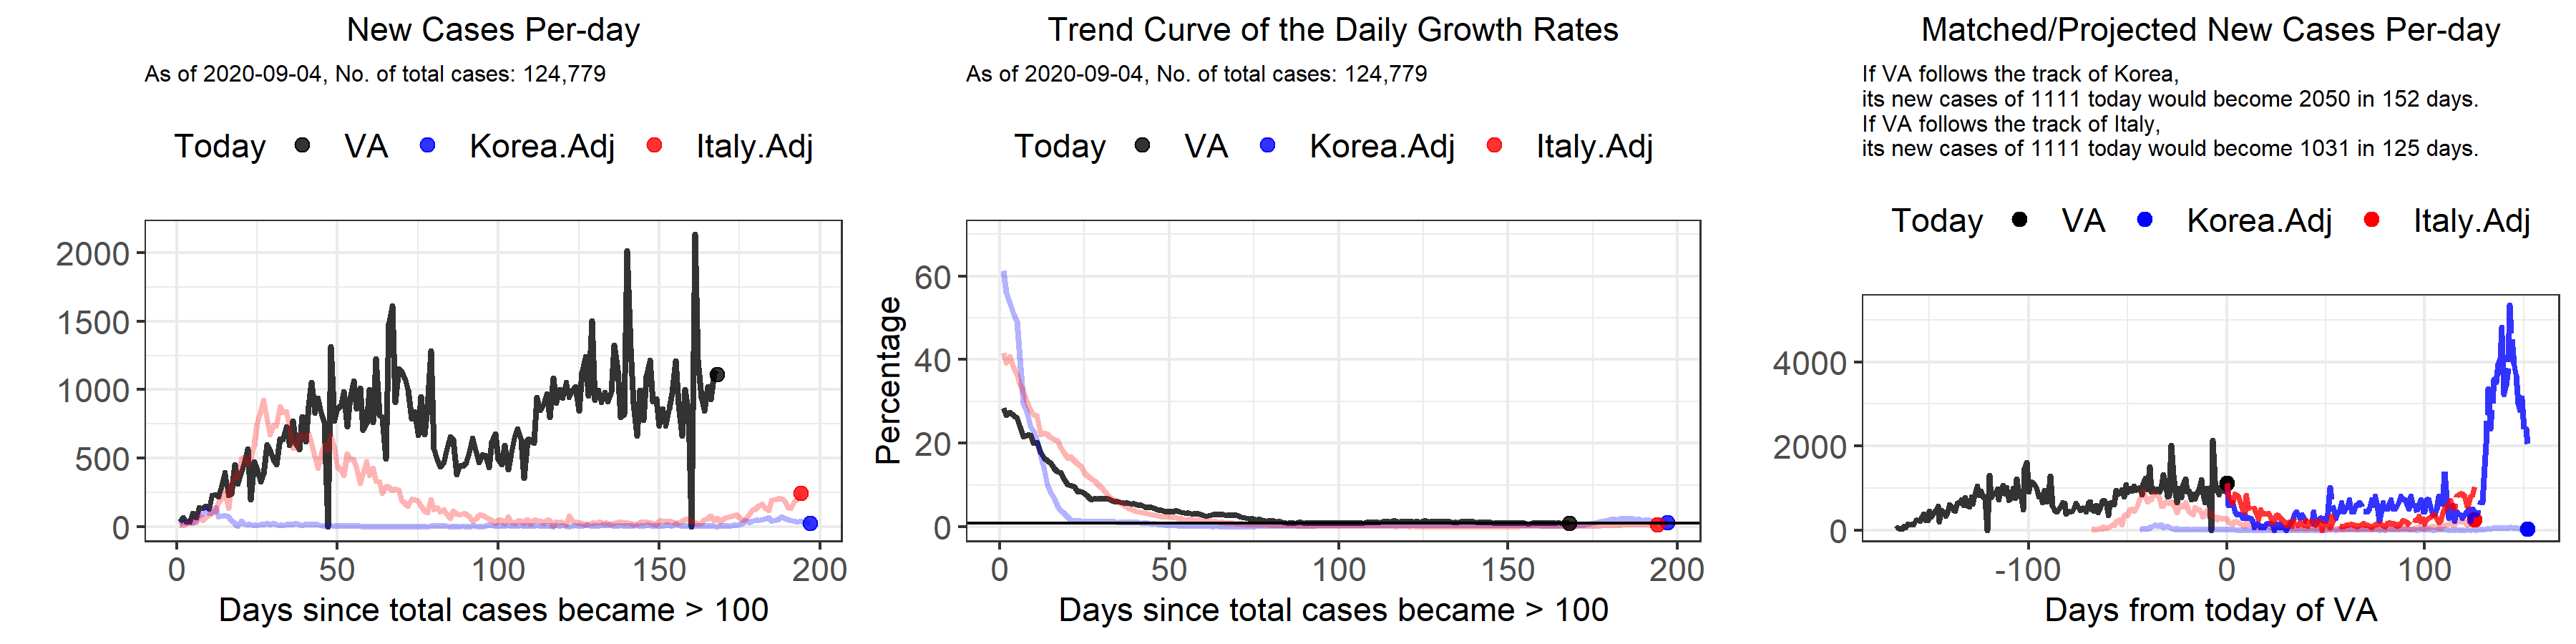 New Cases Per-day
As of 2020-09-04, No. of total cases: 124,779
Today VA Korea.Adj Italy.Adj
2000
1500
1000
500
0
0 50 100 150 200
Days since total cases became > 100
Trend Curve of the Daily Growth Rates
As of 2020-09-04, No. of total cases: 124,779
Today VA Korea.Adj Italy.Adj
Percentage
60
40
20
0
0 50 100 150 200
Days since total cases became > 100
Matched/Projected New Cases Per-day
If VA follows the track of Korea,
its new cases of 1111 today would become 2050 in 152 days.
If VA follows the track of Italy,
its new cases of 1111 today would become 1031 in 125 days.
Today VA Korea.Adj Italy.Adj
4000
2000
0
-100 0 100
Days from today of VA